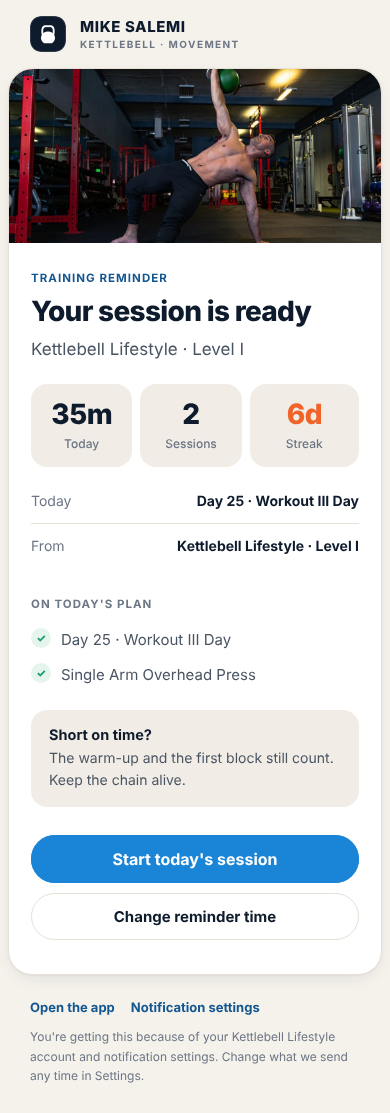 MIKE SALEMI
KETTLEBELL · MOVEMENT
TRAINING REMINDER
Your session is ready
Kettlebell Lifestyle · Level I
35m
Today
2
Sessions
6d
Streak
Today
Day 25 · Workout III Day
From
Kettlebell Lifestyle · Level I
ON TODAY'S PLAN
Day 25 · Workout III Day
Single Arm Overhead Press
Short on time?
The warm-up and the first block still count.
Keep the chain alive.
Start today's session
Change reminder time
Open the app Notification settings
You're getting this because of your Kettlebell Lifestyle
account and notification settings. Change what we send
any time in Settings.